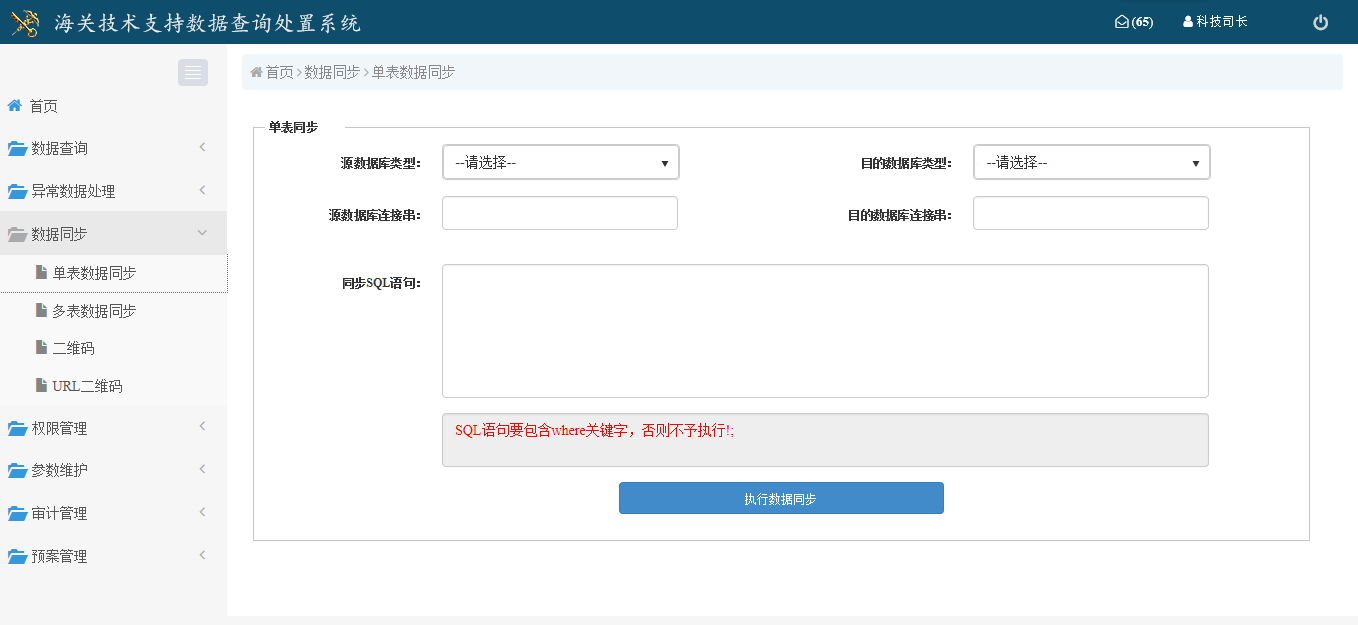 海关技术支持数据查询处置系统
(65)
科技司长
首页
数据查询
异常数据处理
数据同步
单表数据同步
多表数据同步
二维码
URL二维码
权限管理
参数维护
审计管理
预案管理
首页>数据同步>单表数据同步
单表同步
源数据库类型: --请选择--
目的数据库类型: --请选择--
源数据库连接串:
目的数据库连接串:
同步SQL语句:
SQL语句要包含where关键字，否则不予执行!;
执行数据同步